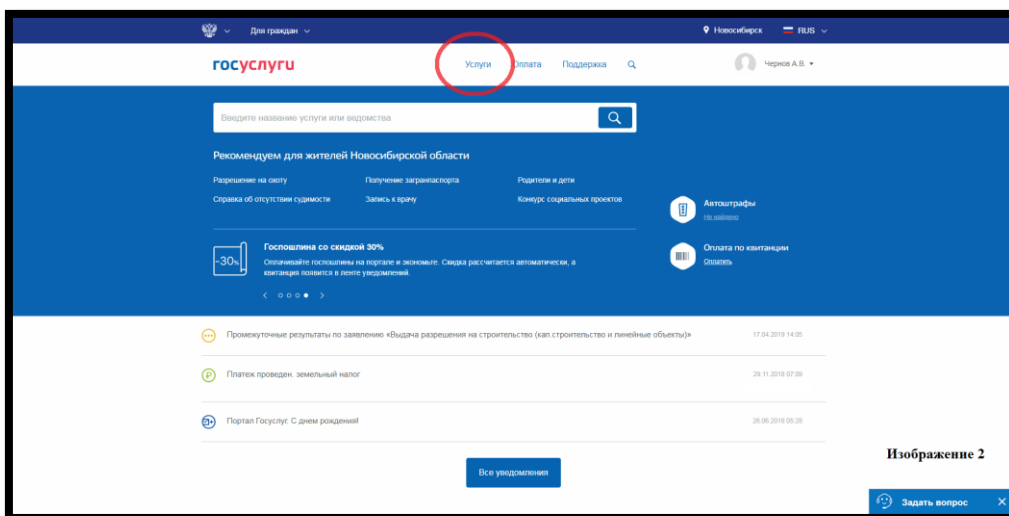 Для граждан
Новосибирск
RUS
госуслуги
Услуги
Оплата
Поддержка
Чернов А.В.
Введите название услуги или ведомства
Рекомендуем для жителей Новосибирской области
Разрешение на охоту
Получение загранпаспорта
Родители и дети
Справка об отсутствии судимости
Запись к врачу
Конкурс социальных проектов
Автоштрафы
Не найдено
-30%
Госпошлина со скидкой 30%
Оплачивайте госпошлины на портале и экономьте. Скидка рассчитается автоматически, а
квитанция появится в ленте уведомлений.
Оплата по квитанции
Оплатить
Промежуточные результаты по заявлению «Выдача разрешения на строительство (кап.строительство и линейные объекты)»
17.04.2019 14:05
Платеж проведен. земельный налог
29.11.2018 07:09
Портал Госуслуг. С днем рождения!
26.06.2018 05:28
Изображение 2
Все уведомления
Задать вопрос